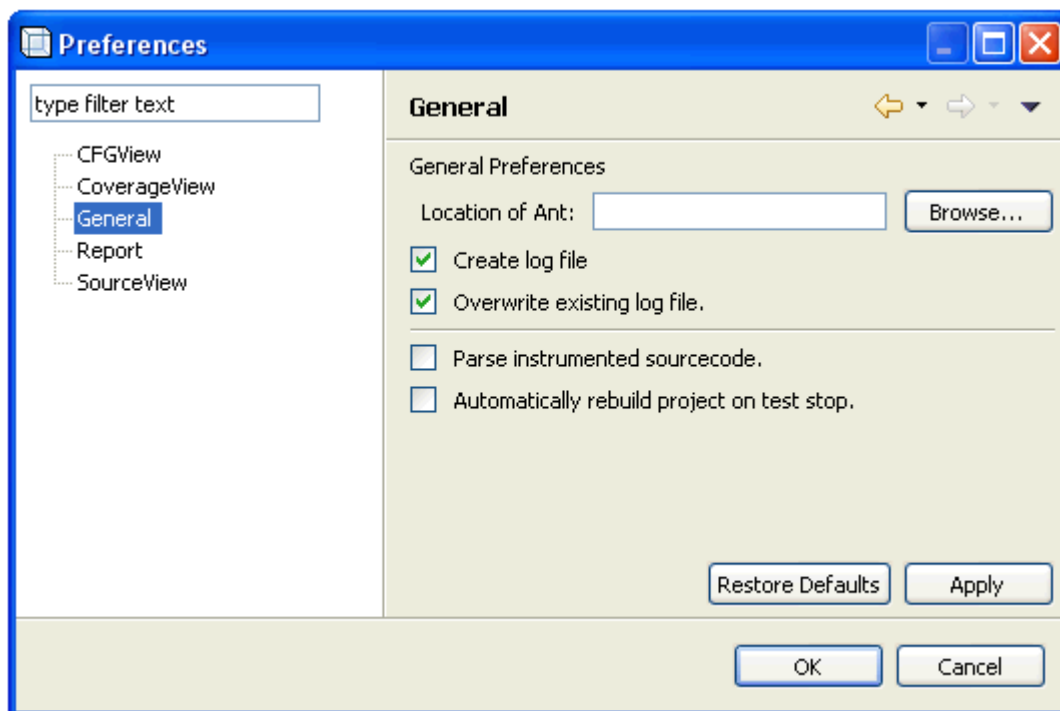 Preferences
type filter text
CFGView
CoverageView
General
Report
SourceView
General
General Preferences
Location of Ant:
Browse...
Create log file
Overwrite existing log file.
Parse instrumented sourcecode.
Automatically rebuild project on test stop.
Restore Defaults
Apply
OK
Cancel